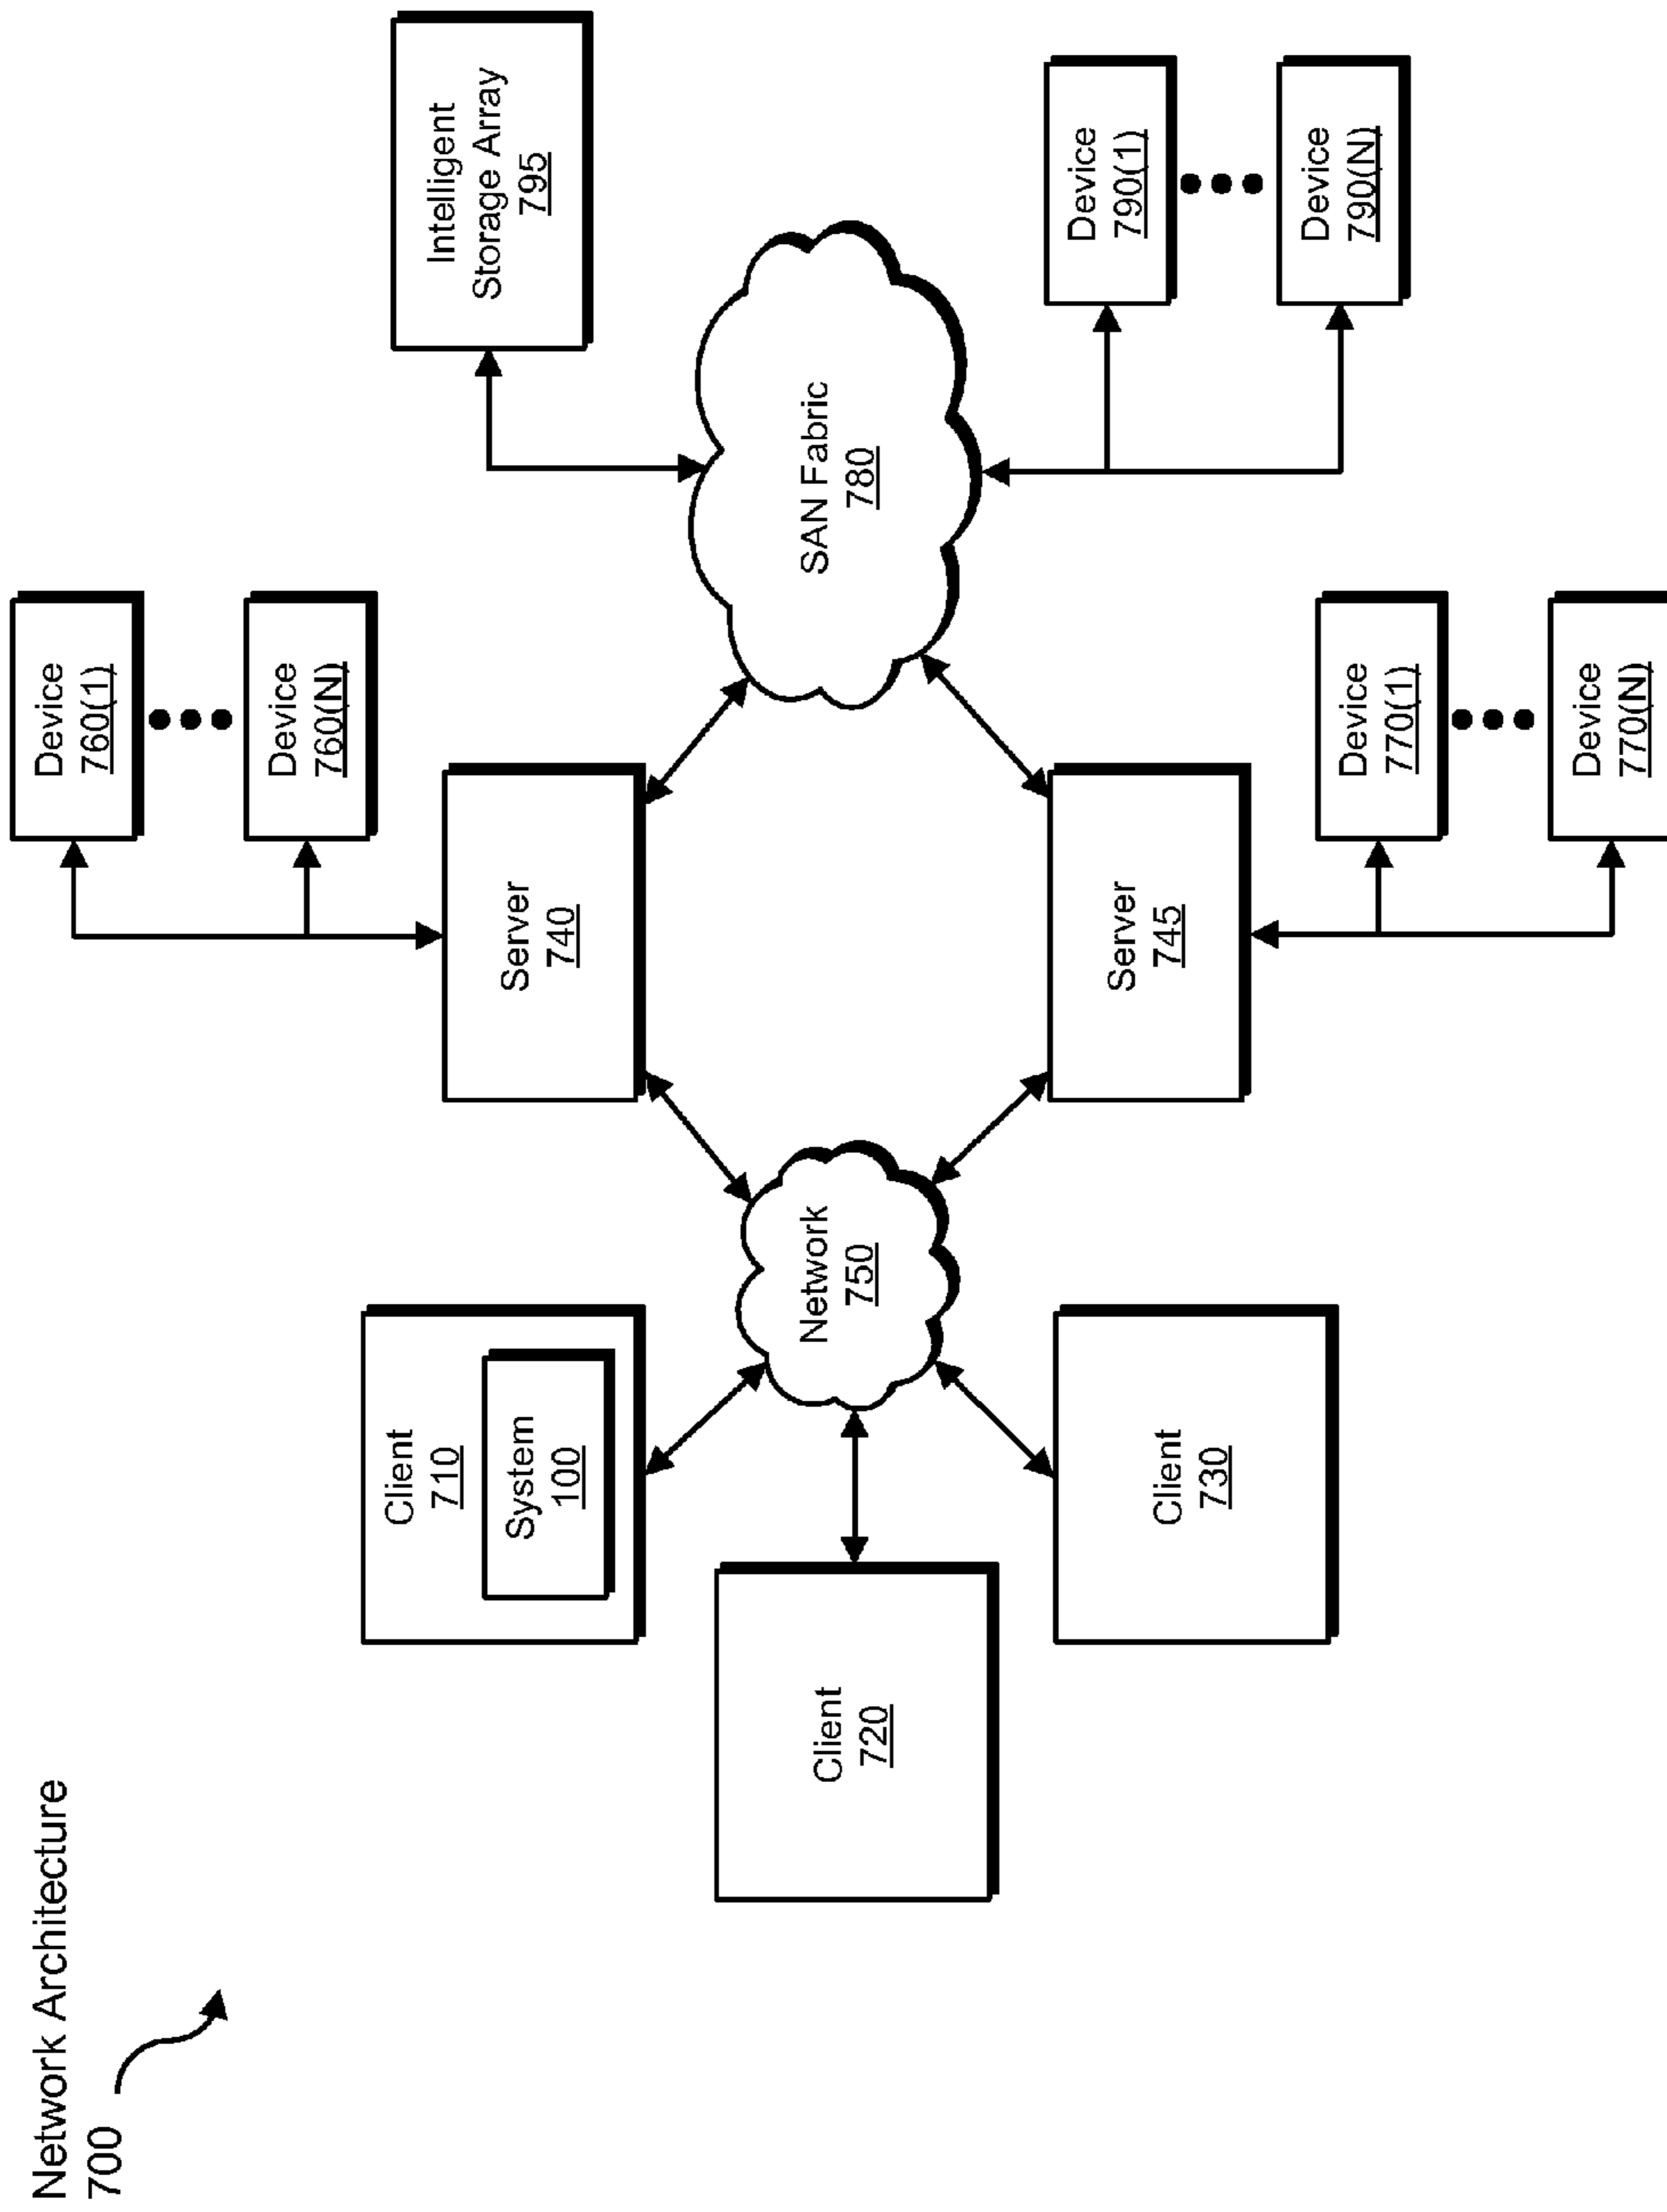 Network Architecture
700
Client
710
System
100
Client
720
Client
730
Network
750
Server
740
Server
745
Device
760(1)
Device
760(N)
Device
770(1)
Device
770(N)
SAN Fabric
780
Intelligent
Storage Array
795
Device
790(1)
Device
790(N)